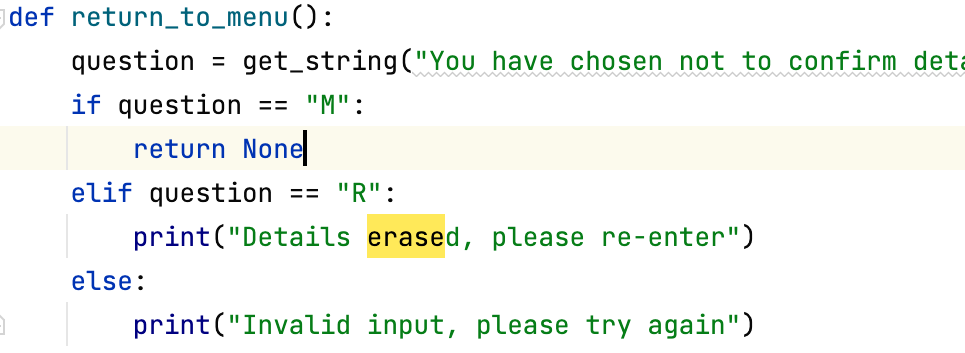 def return_to_menu():
    question = get_string("You have chosen not to confirm
    if question == "M":
        return None
    elif question == "R":
        print("Details erased, please re-enter")
    else:
        print("Invalid input, please try again")